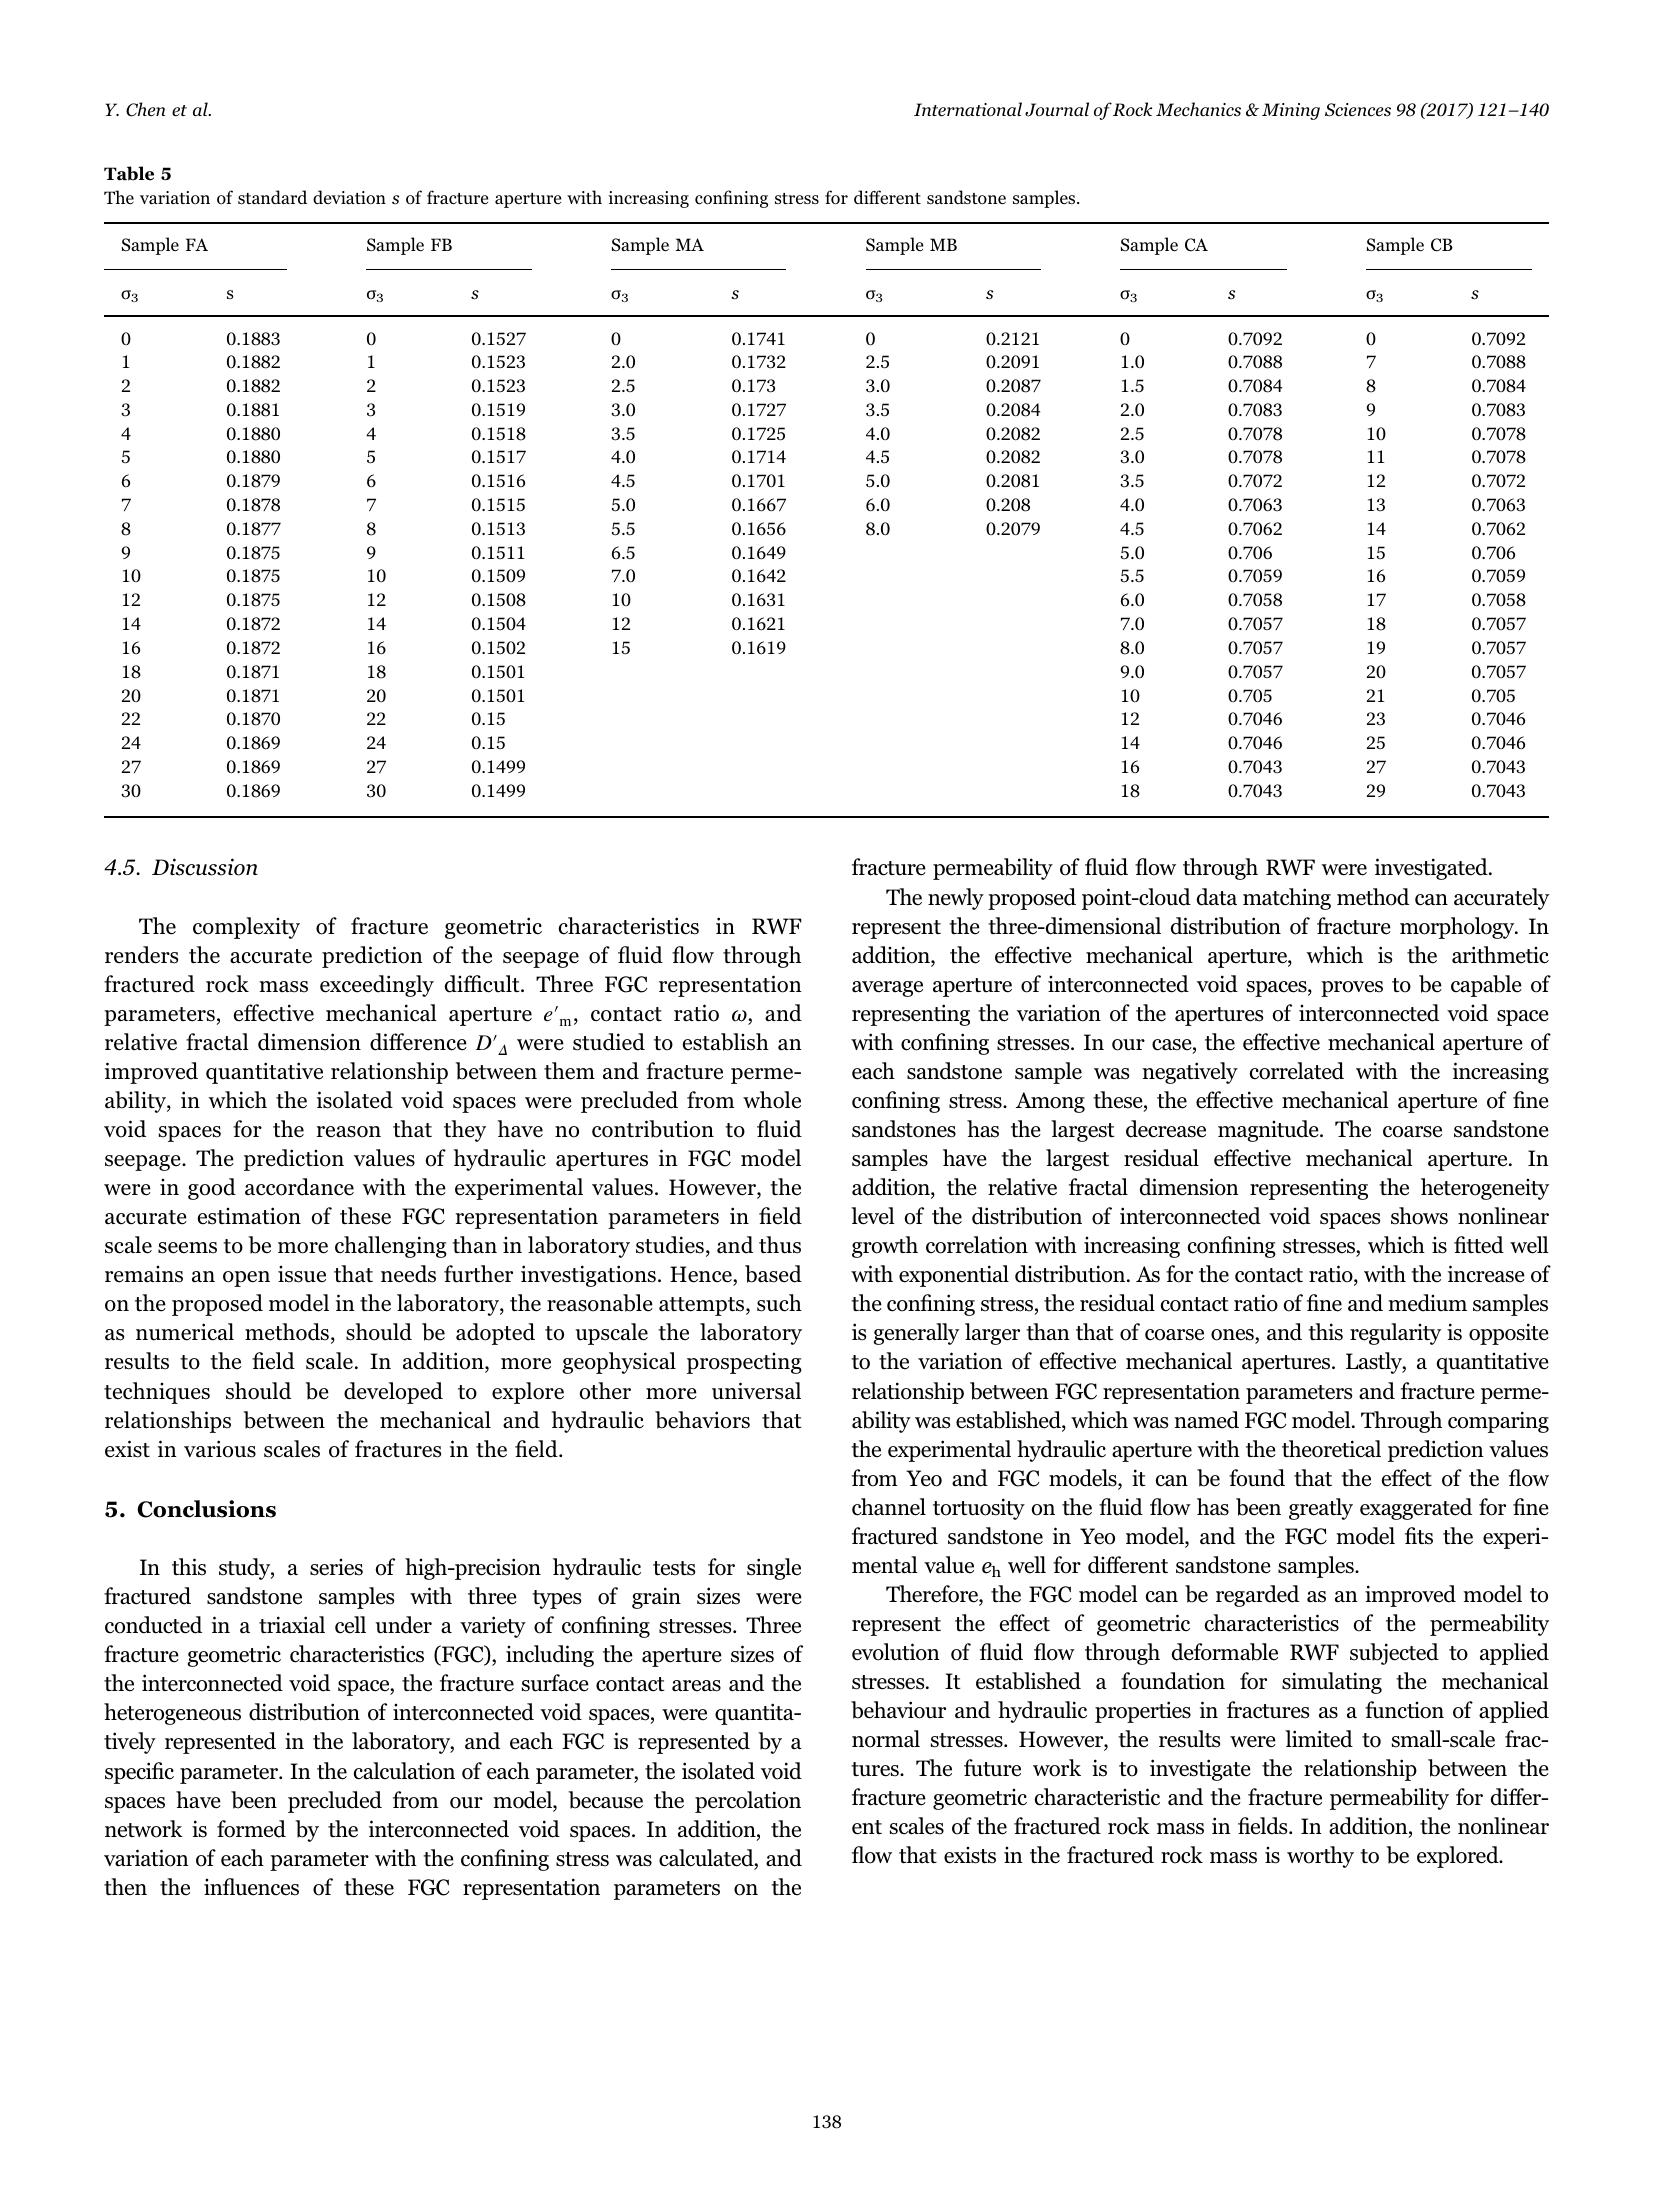 Y. Chen et al.
International Journal of Rock Mechanics & Mining Sciences 98 (2017) 121–140
Table 5
The variation of standard deviation s of fracture aperture with increasing confining stress for different sandstone samples.
Sample FA Sample FB Sample MA Sample MB Sample CA Sample CB
σ3 s σ3 s σ3 s σ3 s σ3 s σ3 s
0 0.1883 0 0.1527 0 0.1741 0 0.2121 0 0.7092 0 0.7092
1 0.1882 1 0.1523 2.0 0.1732 2.5 0.2091 1.0 0.7088 7 0.7088
2 0.1882 2 0.1523 2.5 0.173 3.0 0.2087 1.5 0.7084 8 0.7084
3 0.1881 3 0.1519 3.0 0.1727 3.5 0.2084 2.0 0.7083 9 0.7083
4 0.1880 4 0.1518 3.5 0.1725 4.0 0.2082 2.5 0.7078 10 0.7078
5 0.1880 5 0.1517 4.0 0.1714 4.5 0.2082 3.0 0.7078 11 0.7078
6 0.1879 6 0.1516 4.5 0.1701 5.0 0.2081 3.5 0.7072 12 0.7072
7 0.1878 7 0.1515 5.0 0.1667 6.0 0.208 4.0 0.7063 13 0.7063
8 0.1877 8 0.1513 5.5 0.1656 8.0 0.2079 4.5 0.7062 14 0.7062
9 0.1875 9 0.1511 6.5 0.1649 5.0 0.706 15 0.706
10 0.1875 10 0.1509 7.0 0.1642 5.5 0.7059 16 0.7059
12 0.1875 12 0.1508 10 0.1631 6.0 0.7058 17 0.7058
14 0.1872 14 0.1504 12 0.1621 7.0 0.7057 18 0.7057
16 0.1872 16 0.1502 15 0.1619 8.0 0.7057 19 0.7057
18 0.1871 18 0.1501 9.0 0.7057 20 0.7057
20 0.1871 20 0.1501 10 0.705 21 0.705
22 0.1870 22 0.15 12 0.7046 23 0.7046
24 0.1869 24 0.15 14 0.7046 25 0.7046
27 0.1869 27 0.1499 16 0.7043 27 0.7043
30 0.1869 30 0.1499 18 0.7043 29 0.7043
4.5. Discussion
The complexity of fracture geometric characteristics in RWF
renders the accurate prediction of the seepage of fluid flow through
fractured rock mass exceedingly difficult. Three FGC representation
parameters, effective mechanical aperture e′m, contact ratio ω, and
relative fractal dimension difference D′Δ were studied to establish an
improved quantitative relationship between them and fracture perme-
ability, in which the isolated void spaces were precluded from whole
void spaces for the reason that they have no contribution to fluid
seepage. The prediction values of hydraulic apertures in FGC model
were in good accordance with the experimental values. However, the
accurate estimation of these FGC representation parameters in field
scale seems to be more challenging than in laboratory studies, and thus
remains an open issue that needs further investigations. Hence, based
on the proposed model in the laboratory, the reasonable attempts, such
as numerical methods, should be adopted to upscale the laboratory
results to the field scale. In addition, more geophysical prospecting
techniques should be developed to explore other more universal
relationships between the mechanical and hydraulic behaviors that
exist in various scales of fractures in the field.
5. Conclusions
In this study, a series of high-precision hydraulic tests for single
fractured sandstone samples with three types of grain sizes were
conducted in a triaxial cell under a variety of confining stresses. Three
fracture geometric characteristics (FGC), including the aperture sizes of
the interconnected void space, the fracture surface contact areas and the
heterogeneous distribution of interconnected void spaces, were quantita-
tively represented in the laboratory, and each FGC is represented by a
specific parameter. In the calculation of each parameter, the isolated void
spaces have been precluded from our model, because the percolation
network is formed by the interconnected void spaces. In addition, the
variation of each parameter with the confining stress was calculated, and
then the influences of these FGC representation parameters on the
fracture permeability of fluid flow through RWF were investigated.
The newly proposed point-cloud data matching method can accurately
represent the three-dimensional distribution of fracture morphology. In
addition, the effective mechanical aperture, which is the arithmetic
average aperture of interconnected void spaces, proves to be capable of
representing the variation of the apertures of interconnected void space
with confining stresses. In our case, the effective mechanical aperture of
each sandstone sample was negatively correlated with the increasing
confining stress. Among these, the effective mechanical aperture of fine
sandstones has the largest decrease magnitude. The coarse sandstone
samples have the largest residual effective mechanical aperture. In
addition, the relative fractal dimension representing the heterogeneity
level of the distribution of interconnected void spaces shows nonlinear
growth correlation with increasing confining stresses, which is fitted well
with exponential distribution. As for the contact ratio, with the increase of
the confining stress, the residual contact ratio of fine and medium samples
is generally larger than that of coarse ones, and this regularity is opposite
to the variation of effective mechanical apertures. Lastly, a quantitative
relationship between FGC representation parameters and fracture perme-
ability was established, which was named FGC model. Through comparing
the experimental hydraulic aperture with the theoretical prediction values
from Yeo and FGC models, it can be found that the effect of the flow
channel tortuosity on the fluid flow has been greatly exaggerated for fine
fractured sandstone in Yeo model, and the FGC model fits the experi-
mental value eh well for different sandstone samples.
Therefore, the FGC model can be regarded as an improved model to
represent the effect of geometric characteristics of the permeability
evolution of fluid flow through deformable RWF subjected to applied
stresses. It established a foundation for simulating the mechanical
behaviour and hydraulic properties in fractures as a function of applied
normal stresses. However, the results were limited to small-scale frac-
tures. The future work is to investigate the relationship between the
fracture geometric characteristic and the fracture permeability for differ-
ent scales of the fractured rock mass in fields. In addition, the nonlinear
flow that exists in the fractured rock mass is worthy to be explored.
138